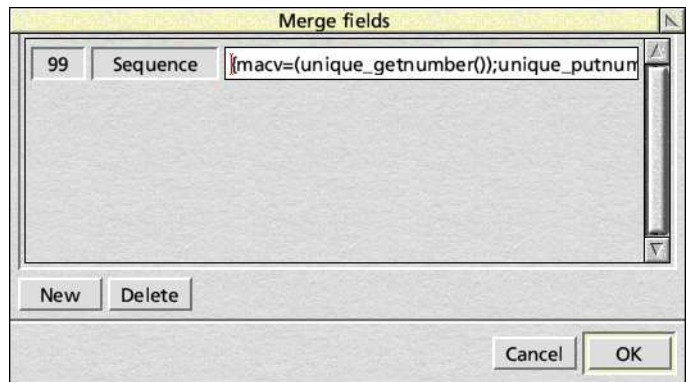 Merge fields
99 Sequence {macv=(unique_getnumber());unique_putnum
New Delete
Cancel OK